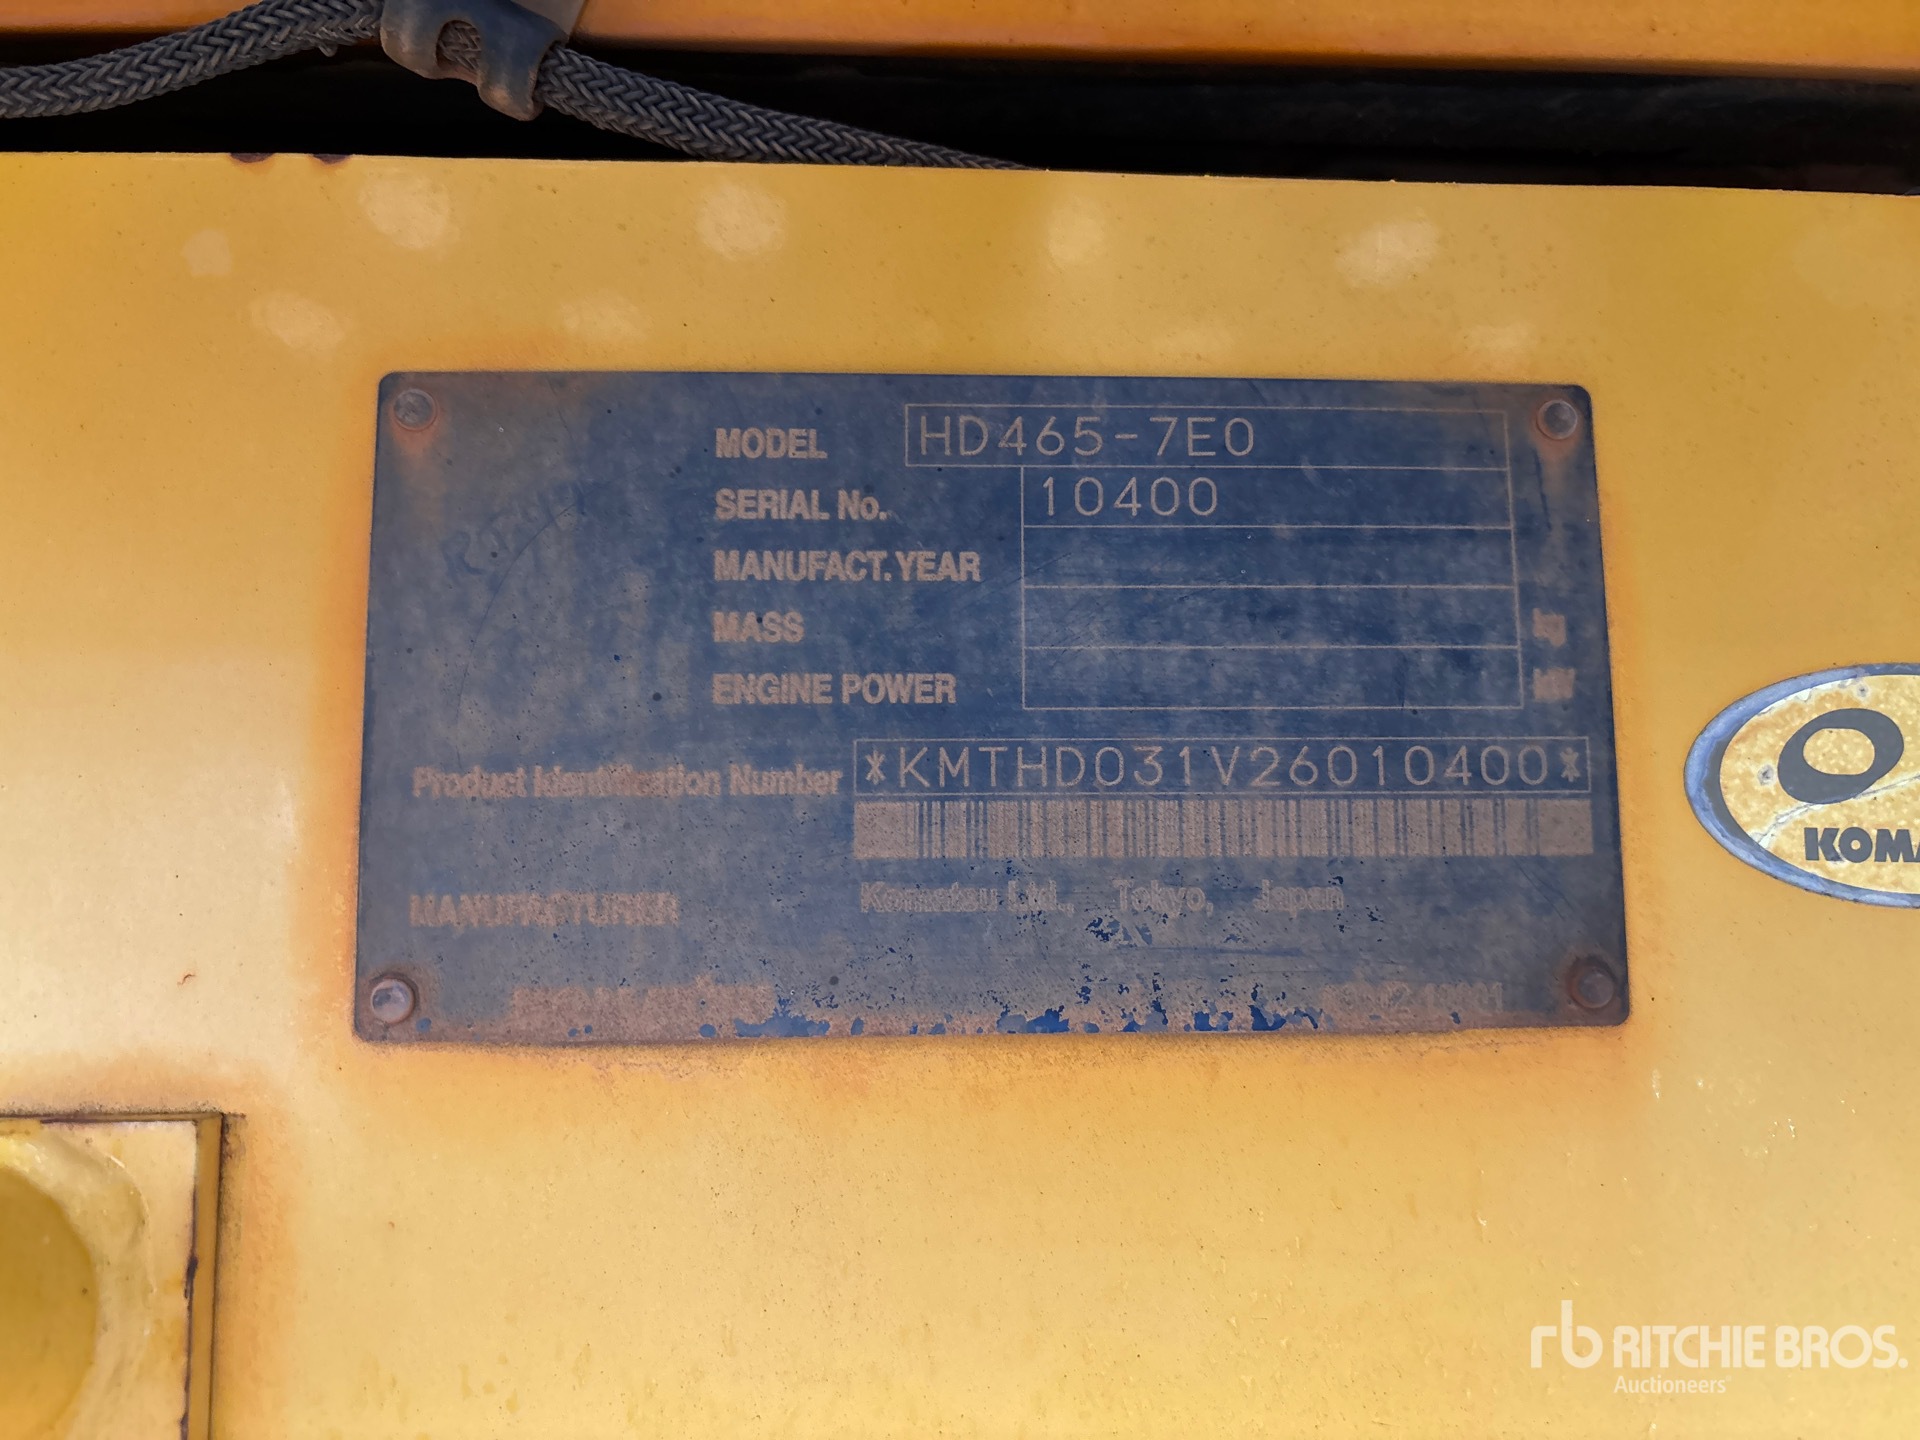 MODEL HD465-7E0
SERIAL No. 10400
MANUFACT. YEAR
MASS kg
ENGINE POWER kW
Product Identification Number *KMTHD031V26010400*
MANUFACTURER Komatsu Ltd., Tokyo, Japan
KOMA
rb RITCHIE BROS.
Auctioneers